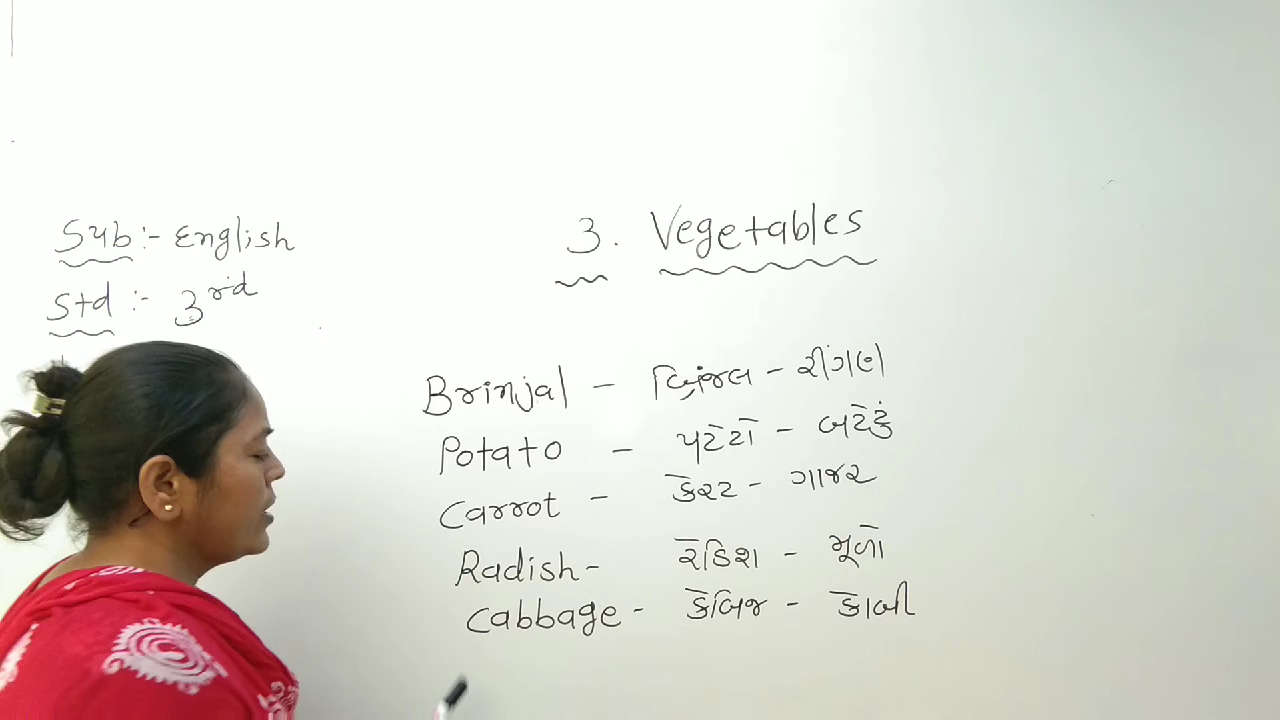 Sub:- English
Std :- 3rd
3. Vegetables
Brinjal - બ્રિંજલ - રીંગણ
Potato - પટેટો - બટેકું
Carrot - કેરટ - ગાજર
Radish - રેડિશ - મૂળો
Cabbage - કેબિજ - કોબી